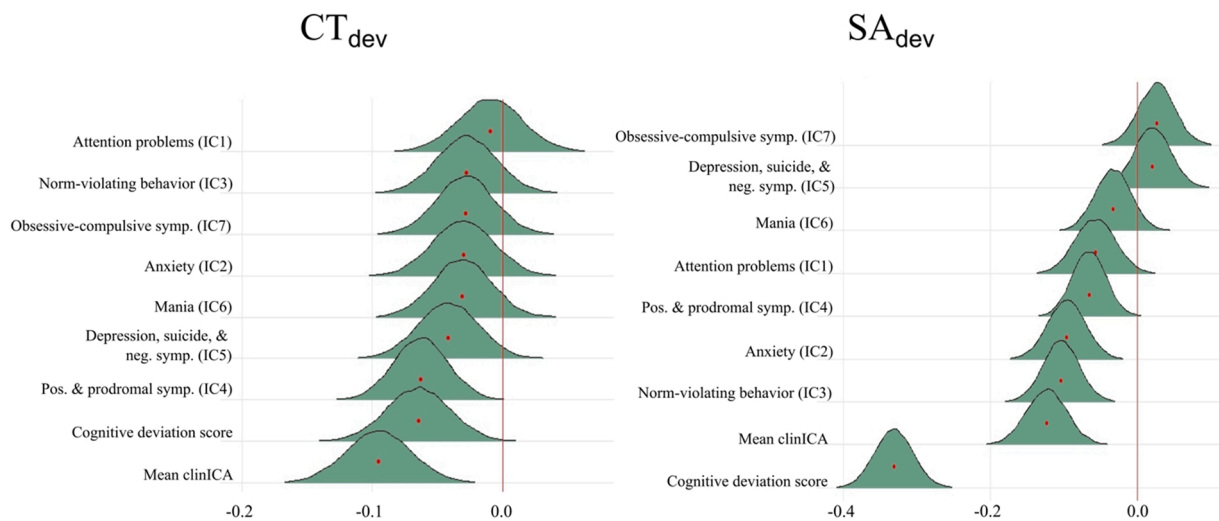 CTdev
Attention problems (IC1)
Norm-violating behavior (IC3)
Obsessive-compulsive symp. (IC7)
Anxiety (IC2)
Mania (IC6)
Depression, suicide, &
neg. symp. (IC5)
Pos. & prodromal symp. (IC4)
Cognitive deviation score
Mean clinICA
-0.2 -0.1 0.0
SAdev
Obsessive-compulsive symp. (IC7)
Depression, suicide, &
neg. symp. (IC5)
Mania (IC6)
Attention problems (IC1)
Pos. & prodromal symp. (IC4)
Anxiety (IC2)
Norm-violating behavior (IC3)
Mean clinICA
Cognitive deviation score
-0.4 -0.2 0.0